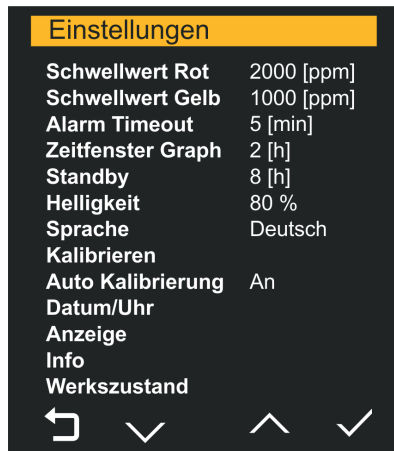 Einstellungen
Schwellwert Rot 2000 [ppm]
Schwellwert Gelb 1000 [ppm]
Alarm Timeout 5 [min]
Zeitfenster Graph 2 [h]
Standby 8 [h]
Helligkeit 80 %
Sprache Deutsch
Kalibrieren
Auto Kalibrierung An
Datum/Uhr
Anzeige
Info
Werkszustand